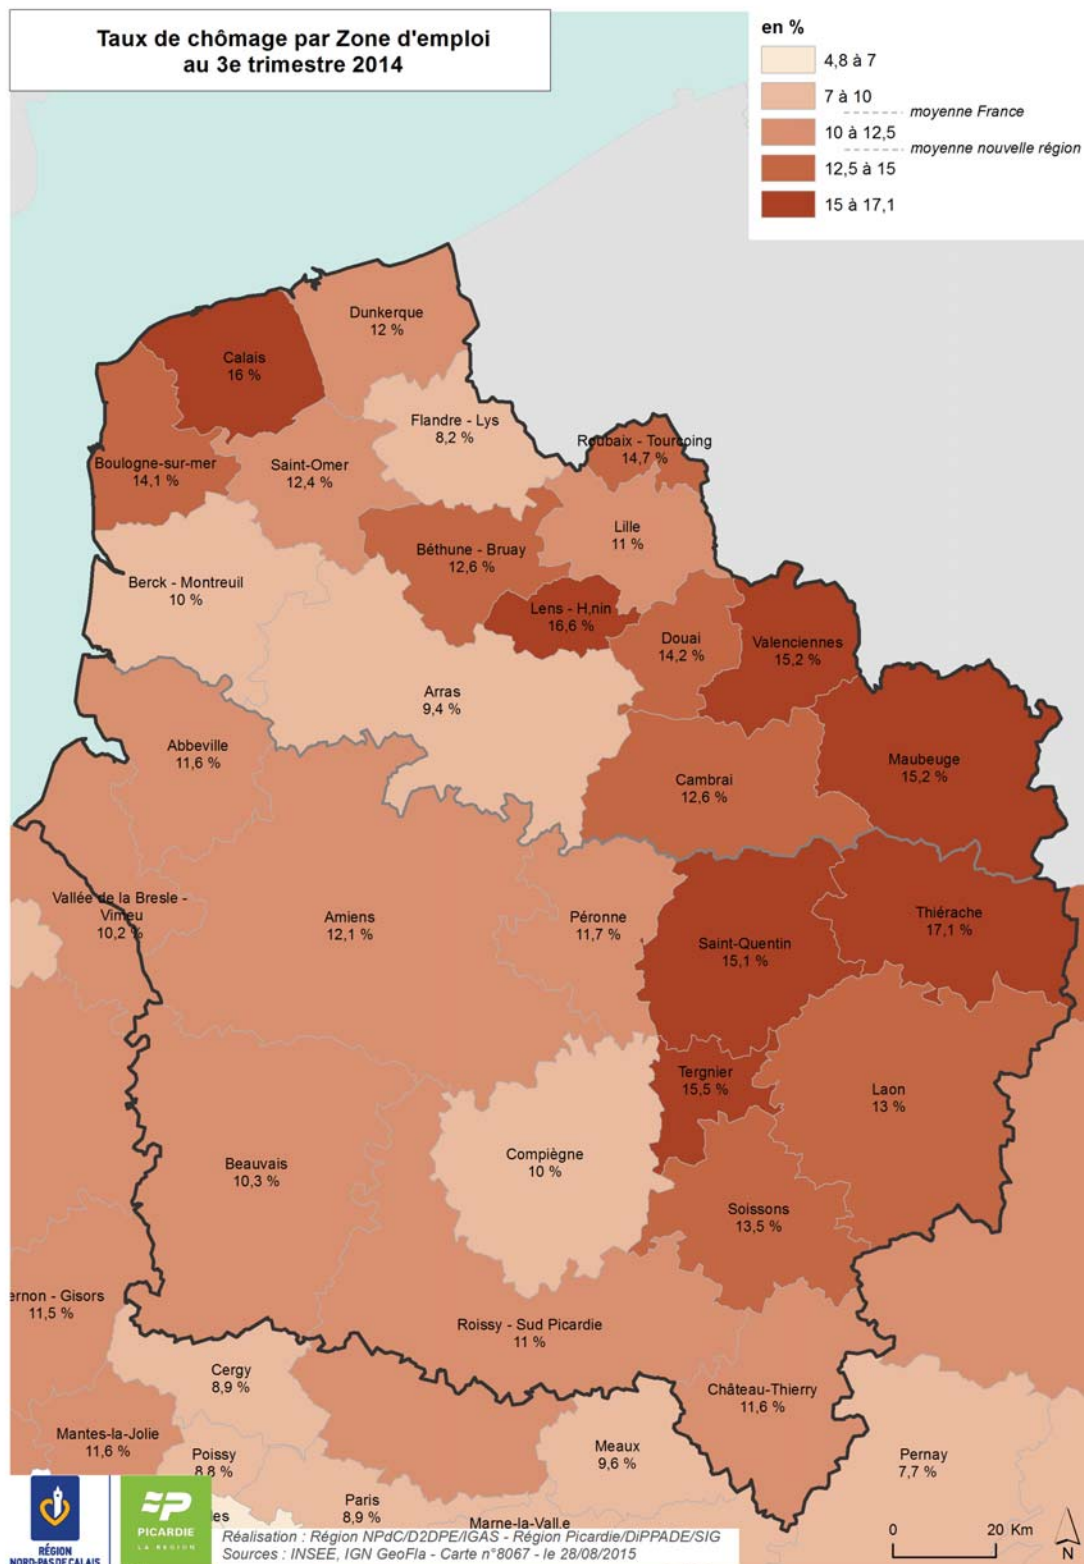 Taux de chômage par Zone d'emploi
au 3e trimestre 2014
en %
4,8 à 7
7 à 10
moyenne France
10 à 12,5
moyenne nouvelle région
12,5 à 15
15 à 17,1
Dunkerque
12 %
Calais
16 %
Flandre - Lys
8,2 %
Roubaix - Tourcoing
14,7 %
Boulogne-sur-mer
14,1 %
Saint-Omer
12,4 %
Lille
11 %
Béthune - Bruay
12,6 %
Berck - Montreuil
10 %
Lens - H,nin
16,6 %
Douai
14,2 %
Valenciennes
15,2 %
Arras
9,4 %
Abbeville
11,6 %
Maubeuge
15,2 %
Cambrai
12,6 %
Vallée de la Bresle -
Vimeu
10,2 %
Amiens
12,1 %
Péronne
11,7 %
Thiérache
17,1 %
Saint-Quentin
15,1 %
Tergnier
15,5 %
Laon
13 %
Compiègne
10 %
Beauvais
10,3 %
Soissons
13,5 %
ernon - Gisors
11,5 %
Roissy - Sud Picardie
11 %
Cergy
8,9 %
Château-Thierry
11,6 %
Mantes-la-Jolie
11,6 %
Poissy
8,8 %
Meaux
9,6 %
Pernay
7,7 %
Paris
8,9 %
Marne-la-Vall,e
les
RÉGION
NORD-PAS DE CALAIS
PICARDIE
LA RÉGION
Réalisation : Région NPdC/D2DPE/IGAS - Région Picardie/DiPPADE/SIG
Sources : INSEE, IGN GeoFla - Carte n°8067 - le 28/08/2015
0 20 Km
N